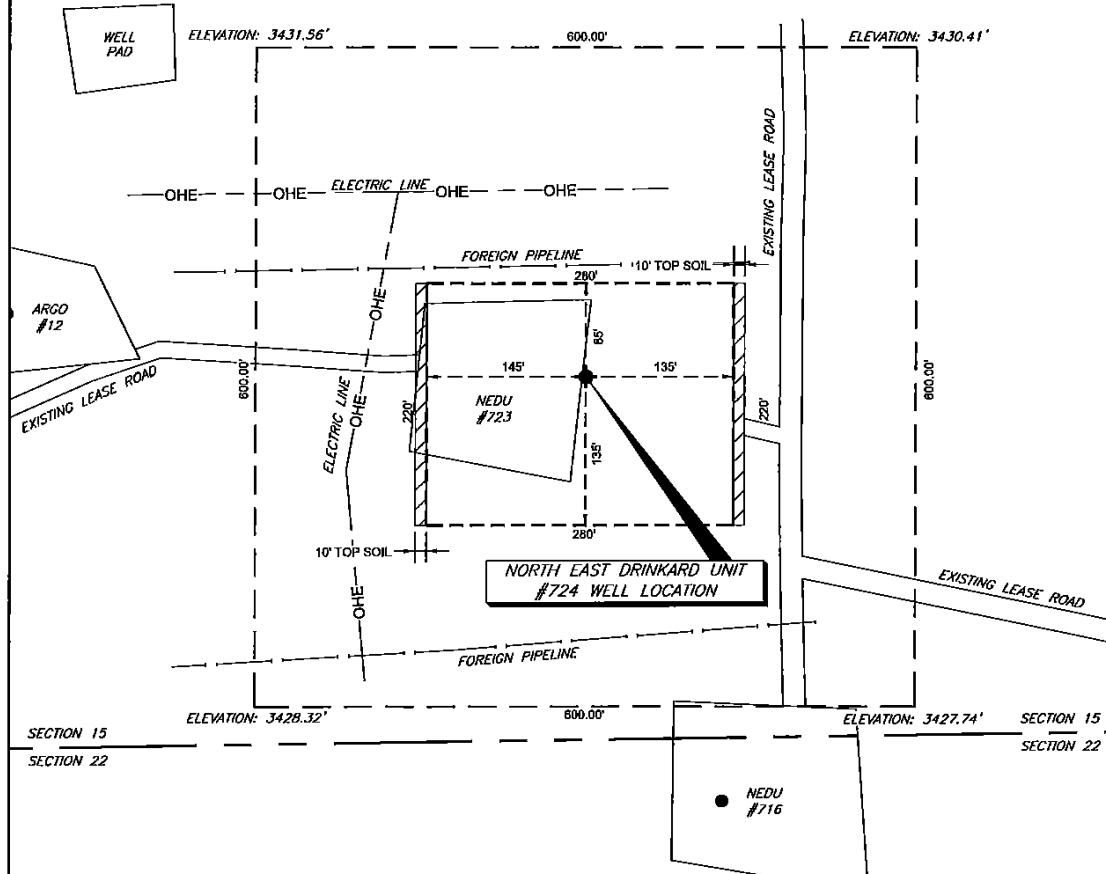 WELL
PAD
ELEVATION: 3431.56'
600.00'
ELEVATION: 3430.41'
EXISTING LEASE ROAD
OHE
OHE
ELECTRIC LINE
OHE
OHE
FOREIGN PIPELINE
10' TOP SOIL
280'
OHE
ARGO
#12
85'
600.00'
145'
135'
600.00'
EXISTING LEASE ROAD
NEDU
#723
OHE
220'
220'
ELECTRIC LINE
135'
280'
10' TOP SOIL
NORTH EAST DRINKARD UNIT
#724 WELL LOCATION
EXISTING LEASE ROAD
OHE
FOREIGN PIPELINE
ELEVATION: 3428.32'
600.00'
ELEVATION: 3427.74'
SECTION 15
SECTION 15
SECTION 22
SECTION 22
NEDU
#716